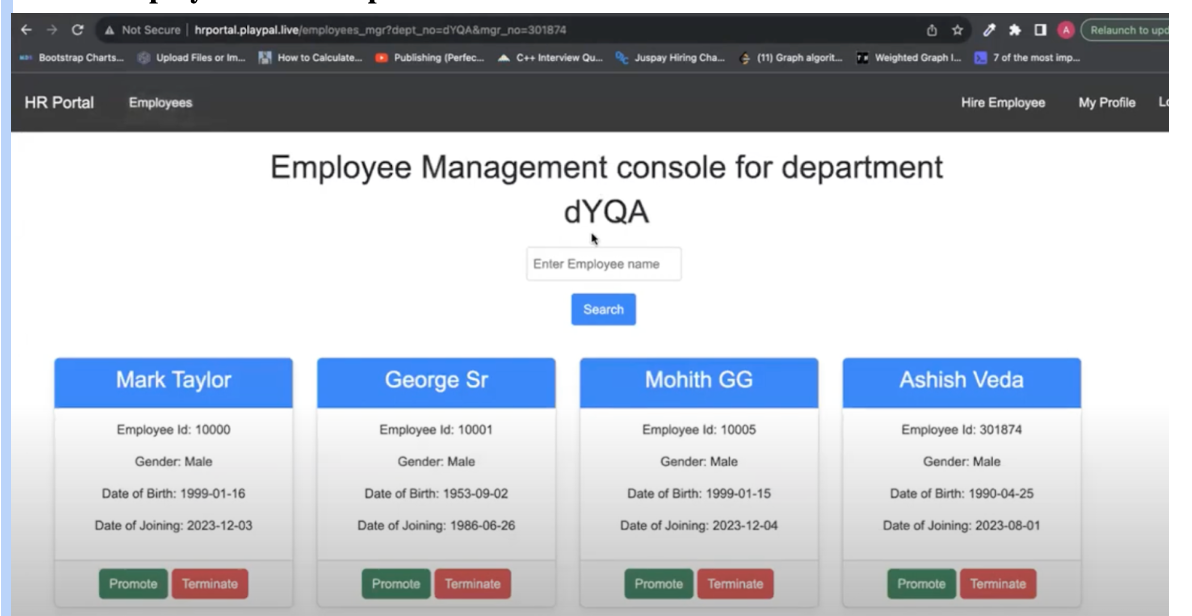 Not Secure | hrportal.playpal.live/employees_mgr?dept_no=dYQA&mgr_no=301874
A
Relaunch to upd
Bootstrap Charts... Upload Files or Im... How to Calculate... Publishing (Perfec... C++ Interview Qu... Juspay Hiring Cha... (11) Graph algorit... Weighted Graph I... 7 of the most imp...
HR Portal Employees Hire Employee My Profile
Employee Management console for department
dYQA
Enter Employee name
Search
Mark Taylor George Sr Mohith GG Ashish Veda
Employee Id: 10000 Employee Id: 10001 Employee Id: 10005 Employee Id: 301874
Gender: Male Gender: Male Gender: Male Gender: Male
Date of Birth: 1999-01-16 Date of Birth: 1953-09-02 Date of Birth: 1999-01-15 Date of Birth: 1990-04-25
Date of Joining: 2023-12-03 Date of Joining: 1986-06-26 Date of Joining: 2023-12-04 Date of Joining: 2023-08-01
Promote Terminate Promote Terminate Promote Terminate Promote Terminate